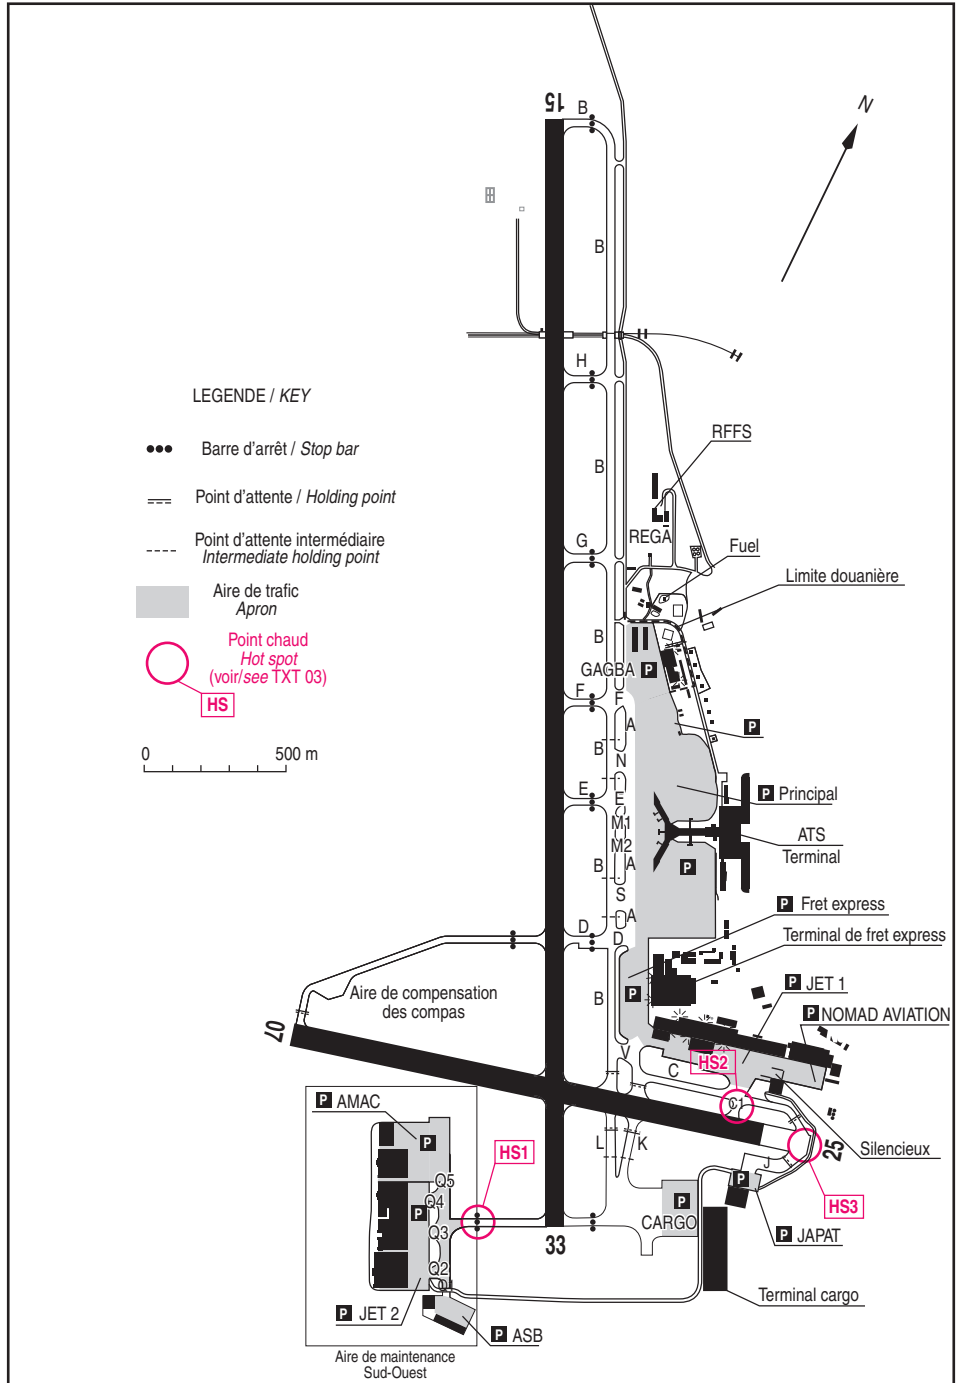 15
B
N
B
H
LEGENDE / KEY
RFFS
Barre d'arrêt / Stop bar
B
Point d'attente / Holding point
G
REGA
Fuel
Point d'attente intermédiaire
Intermediate holding point
Limite douanière
Aire de trafic
Apron
Point chaud
Hot spot
(voir/see TXT 03)
HS
B
GAGBA P
F
F
A
P
0 500 m
B
N
E
E
P Principal
M1
ATS
Terminal
M2
B
A
P
S
P Fret express
A
D
D
Terminal de fret express
P JET 1
Aire de compensation
des compas
B
P
P NOMAD AVIATION
07
V
HS2
C
P AMAC
C1
P
L
K
25
Silencieux
HS1
J
Q5
P
Q4
P
P
HS3
Q3
CARGO
33
P JAPAT
Q2
Q1
Terminal cargo
P JET 2
P ASB
Aire de maintenance
Sud-Ouest